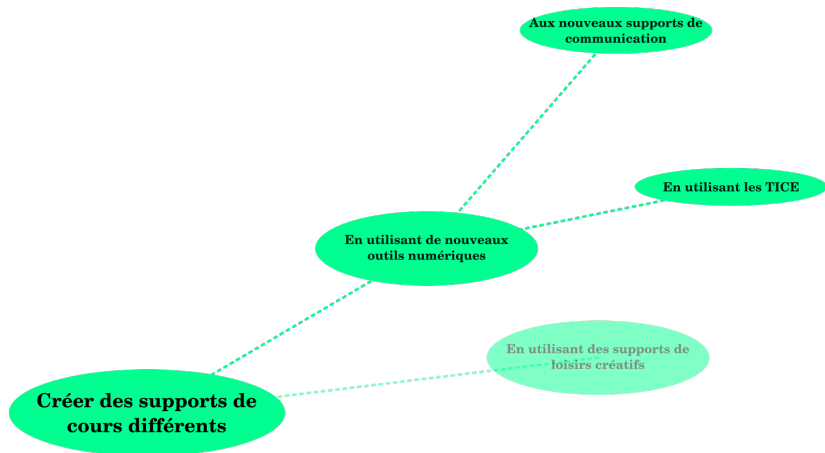 Aux nouveaux supports de
communication
En utilisant les TICE
En utilisant de nouveaux
outils numériques
En utilisant des supports de
loisirs créatifs
Créer des supports de
cours différents